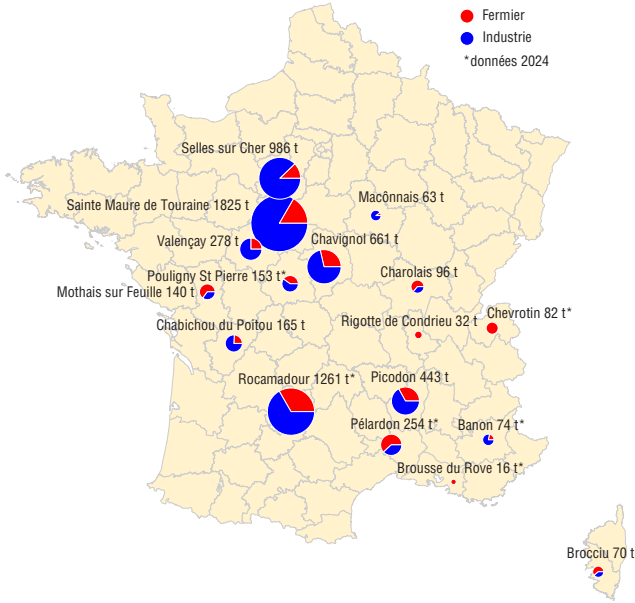 Fermier
Industrie
*données 2024
Selles sur Cher 986 t
Macônnais 63 t
Sainte Maure de Touraine 1825 t
Chavignol 661 t
Valençay 278 t
Pouligny St Pierre 153 t*
Charolais 96 t
Mothais sur Feuille 140 t
Chevrotin 82 t*
Rigotte de Condrieu 32 t
Chabichou du Poitou 165 t
Rocamadour 1261 t*
Picodon 443 t
Pélardon 254 t*
Banon 74 t*
Brousse du Rove 16 t*
Brocciu 70 t